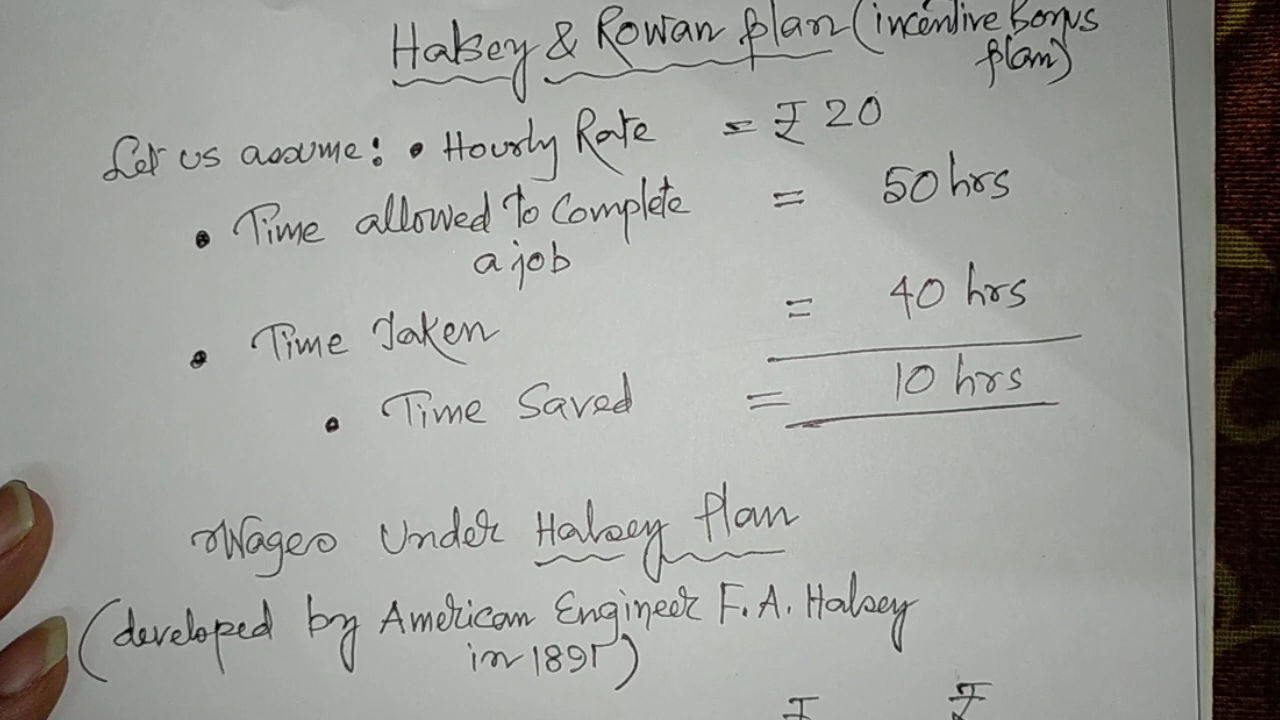 Halsey & Rowan plan (incentive Bonus
plan)
Let us assume: • Hourly Rate = ₹ 20
• Time allowed to Complete = 50 hrs
a job
• Time Taken = 40 hrs
• Time Saved = 10 hrs
Wages Under Halsey Plan
(developed by American Engineer F.A. Halsey
in 1891)
₹ ₹